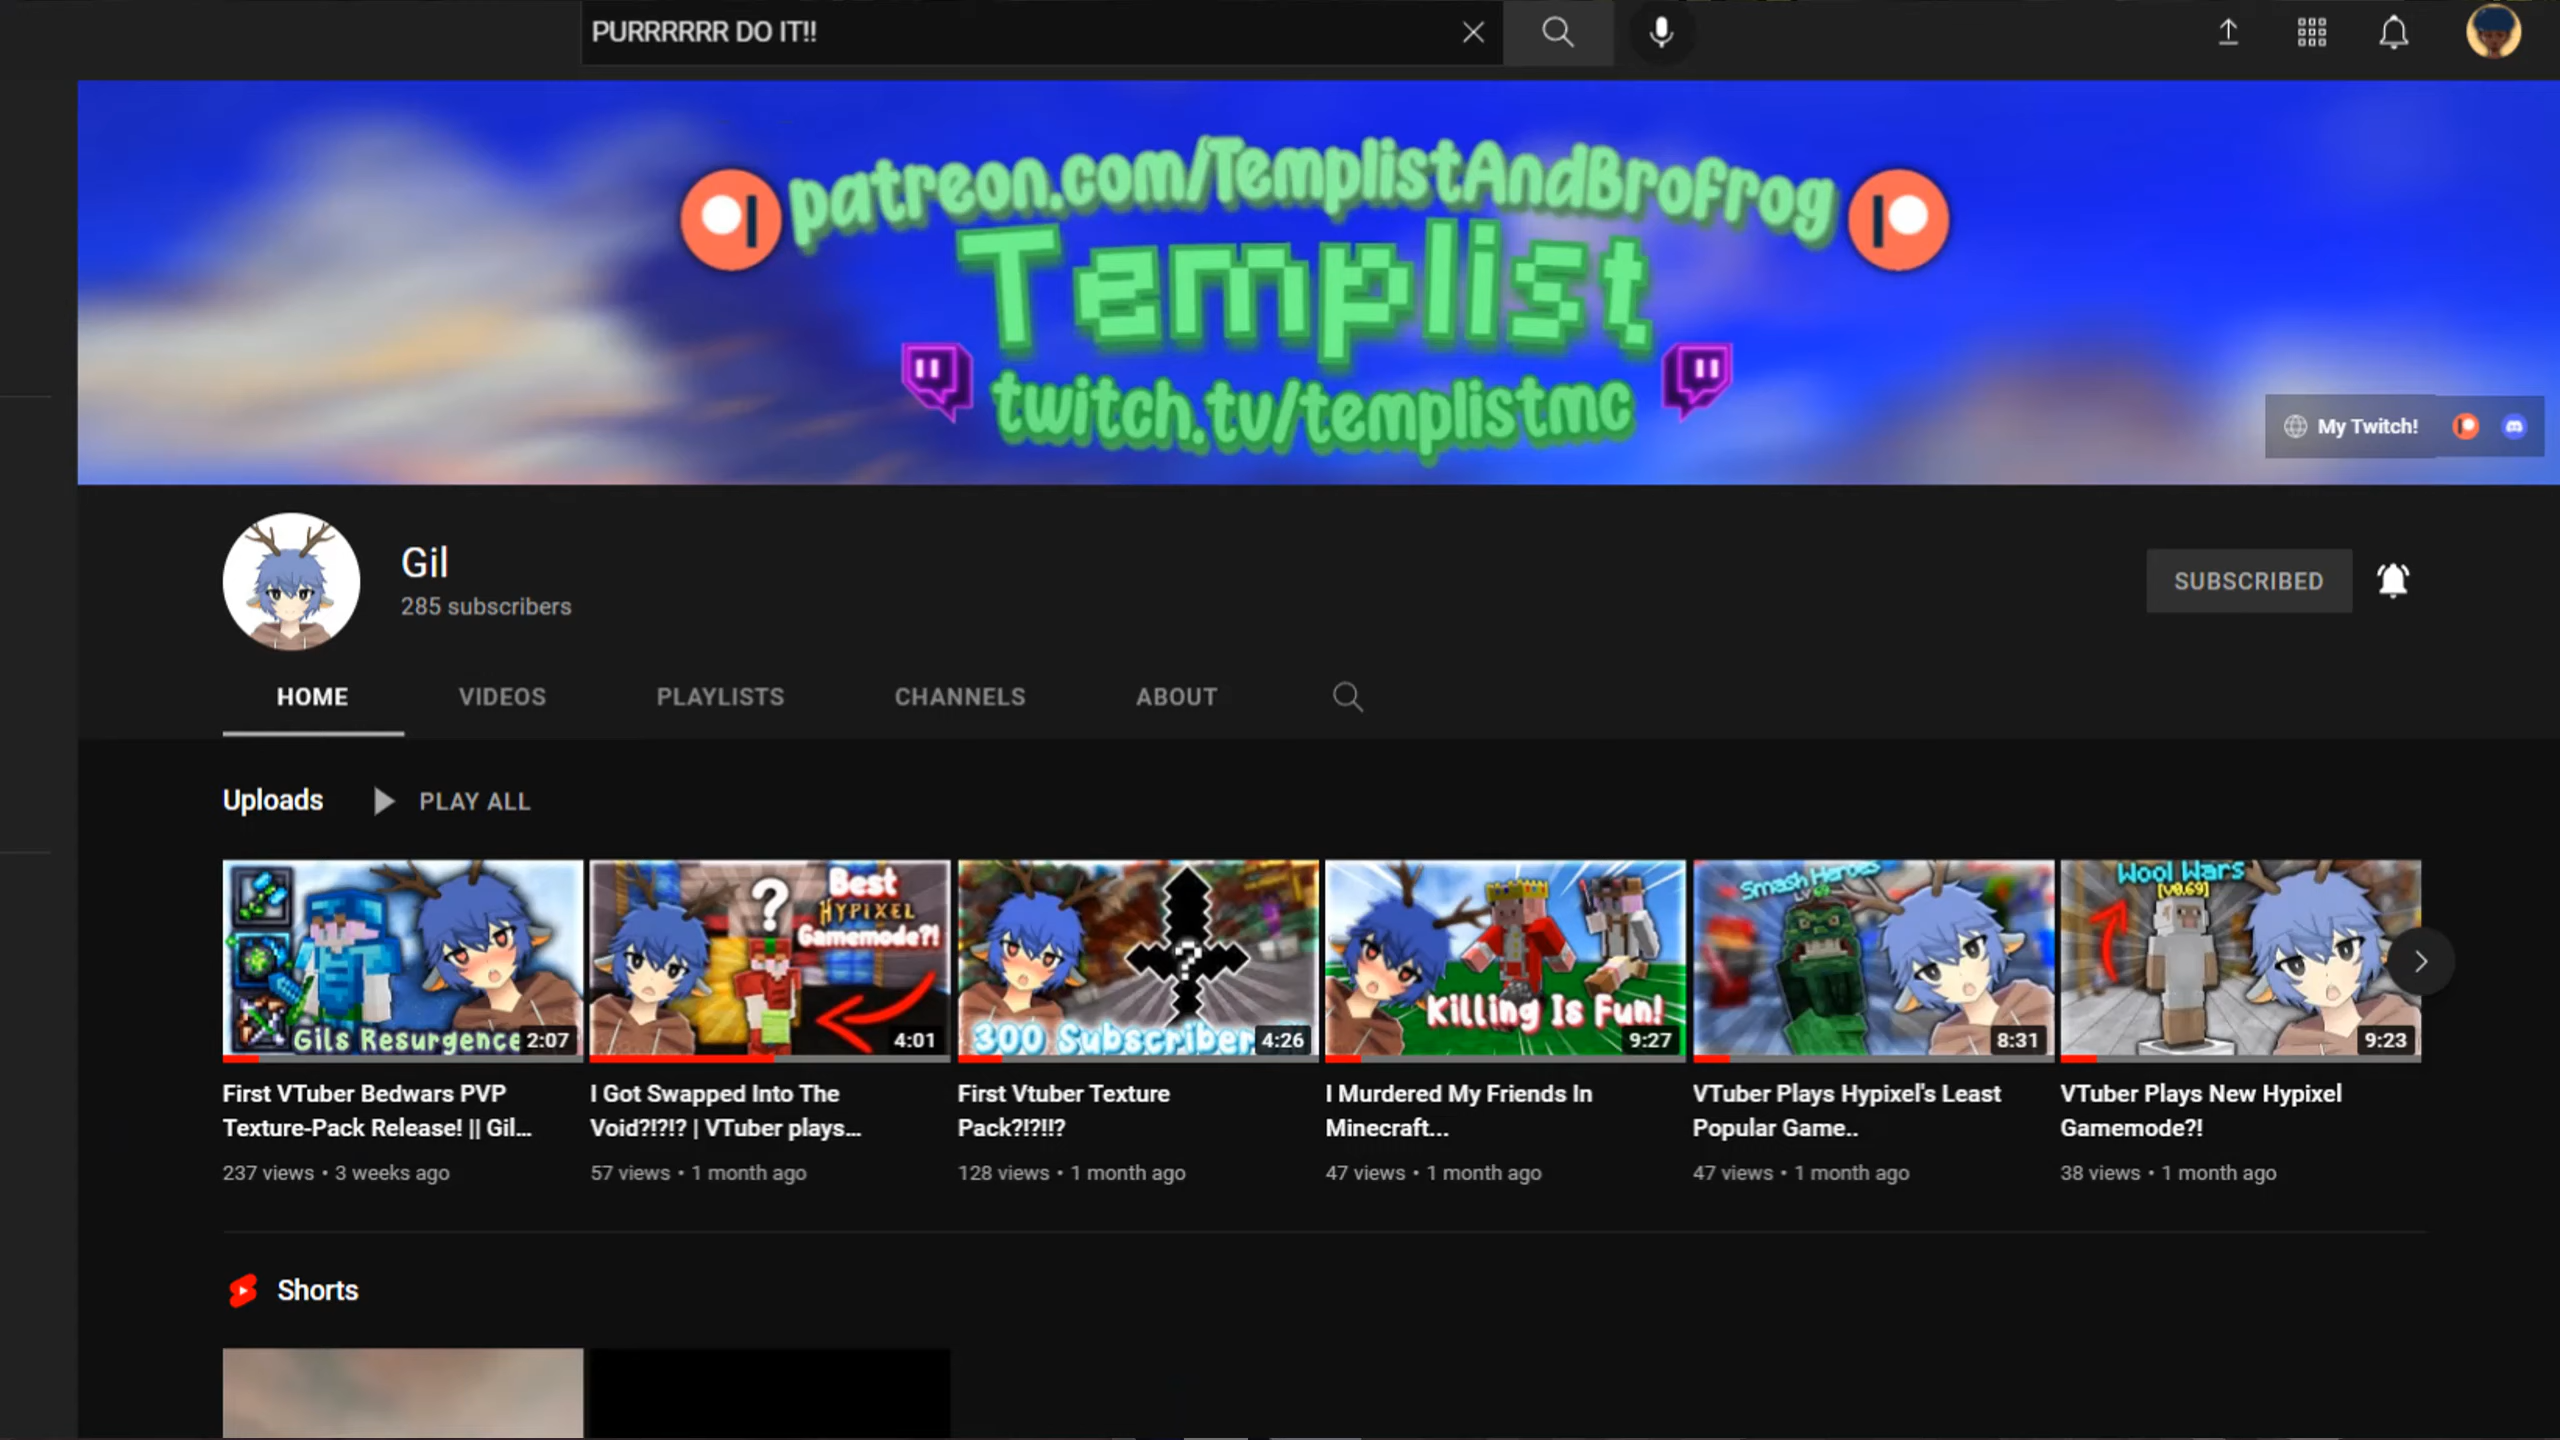 PURRRRRR DO IT!!
patreon.com/TemplistAndBrofrog
Templist
twitch.tv/templistmc
My Twitch!
Gil
285 subscribers
SUBSCRIBED
HOME VIDEOS PLAYLISTS CHANNELS ABOUT
Uploads PLAY ALL
Gils Resurgence 2:07
?
Best
HYPIXEL
Gamemode?!
4:01
?
300 Subscriber
4:26
Killing Is Fun!
9:27
Smash Heroes
8:31
Wool Wars
[v0.69]
9:23
First VTuber Bedwars PVP
Texture-Pack Release! || Gil...
237 views • 3 weeks ago
I Got Swapped Into The
Void?!?!? | VTuber plays...
57 views • 1 month ago
First Vtuber Texture
Pack?!?!!?
128 views • 1 month ago
I Murdered My Friends In
Minecraft...
47 views • 1 month ago
VTuber Plays Hypixel's Least
Popular Game..
47 views • 1 month ago
VTuber Plays New Hypixel
Gamemode?!
38 views • 1 month ago
Shorts